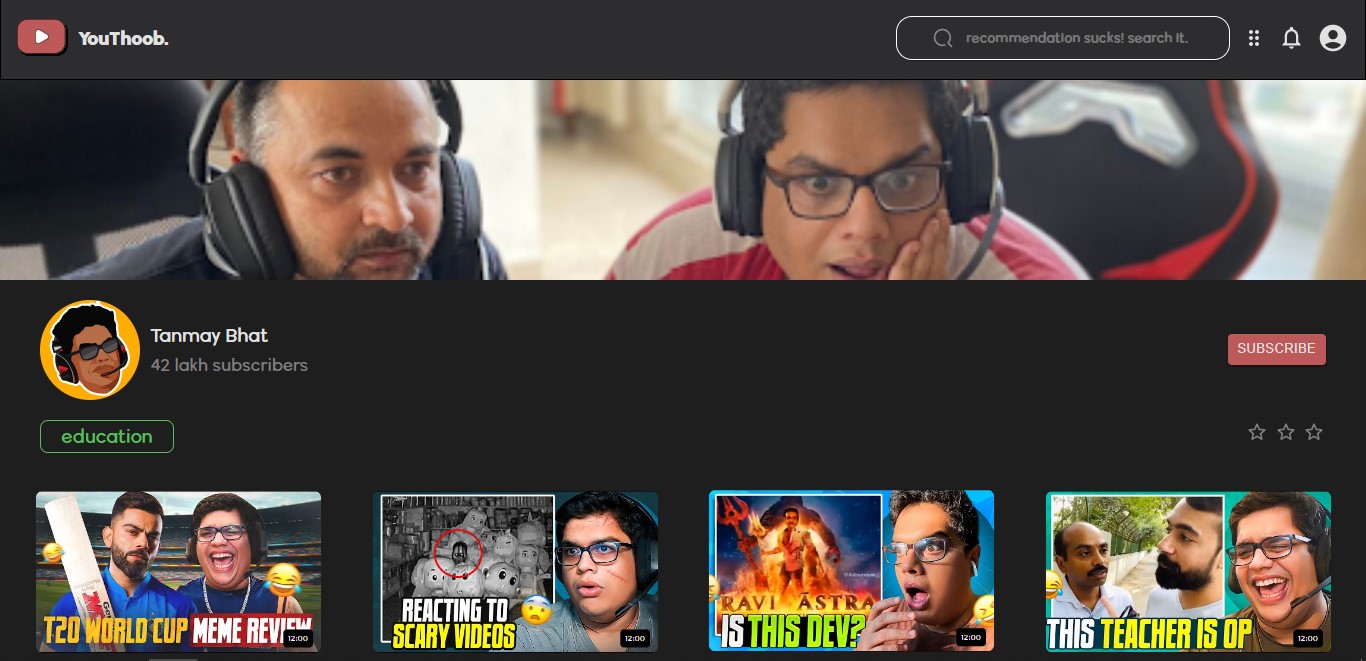 YouThoob.
recommendation sucks! search it.
Tanmay Bhat
42 lakh subscribers
SUBSCRIBE
education
T20 WORLD CUP MEME REVIEW
12:00
REACTING TO
SCARY VIDEOS
12:00
RAVI ASTRA
IS THIS DEV?
12:00
THIS TEACHER IS OP
12:00